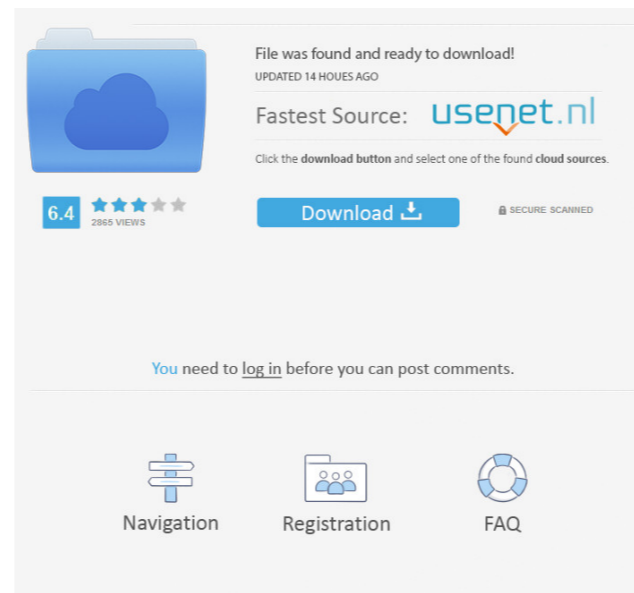 File was found and ready to download!
UPDATED 14 HOUES AGO
Fastest Source: usenet.nl
Click the download button and select one of the found cloud sources.
6.4
2865 VIEWS
Download
SECURE SCANNED
You need to log in before you can post comments.
Navigation
Registration
FAQ